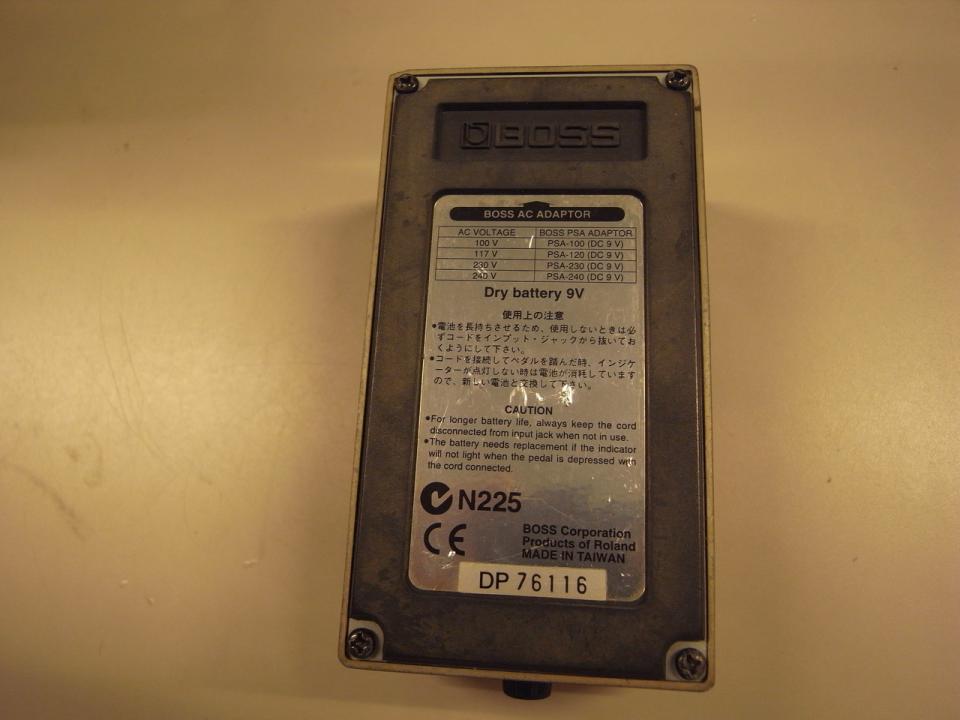 BOSS
BOSS AC ADAPTOR
AC VOLTAGE BOSS PSA ADAPTOR
100 V PSA-100 (DC 9 V)
117 V PSA-120 (DC 9 V)
230 V PSA-230 (DC 9 V)
240 V PSA-240 (DC 9 V)
Dry battery 9V
使用上の注意
●電池を長持ちさせるため、使用しないときは必
ずコードをインプット・ジャックから抜いてお
くようにして下さい。
●コードを接続してペダルを踏んだ時、インジケ
ーターが点灯しない時は電池が消耗しています
ので、新しい電池と交換して下さい。
CAUTION
●For longer battery life, always keep the cord
disconnected from input jack when not in use.
●The battery needs replacement if the indicator
will not light when the pedal is depressed with
the cord connected.
N225
CE
BOSS Corporation
Products of Roland
MADE IN TAIWAN
DP 76116